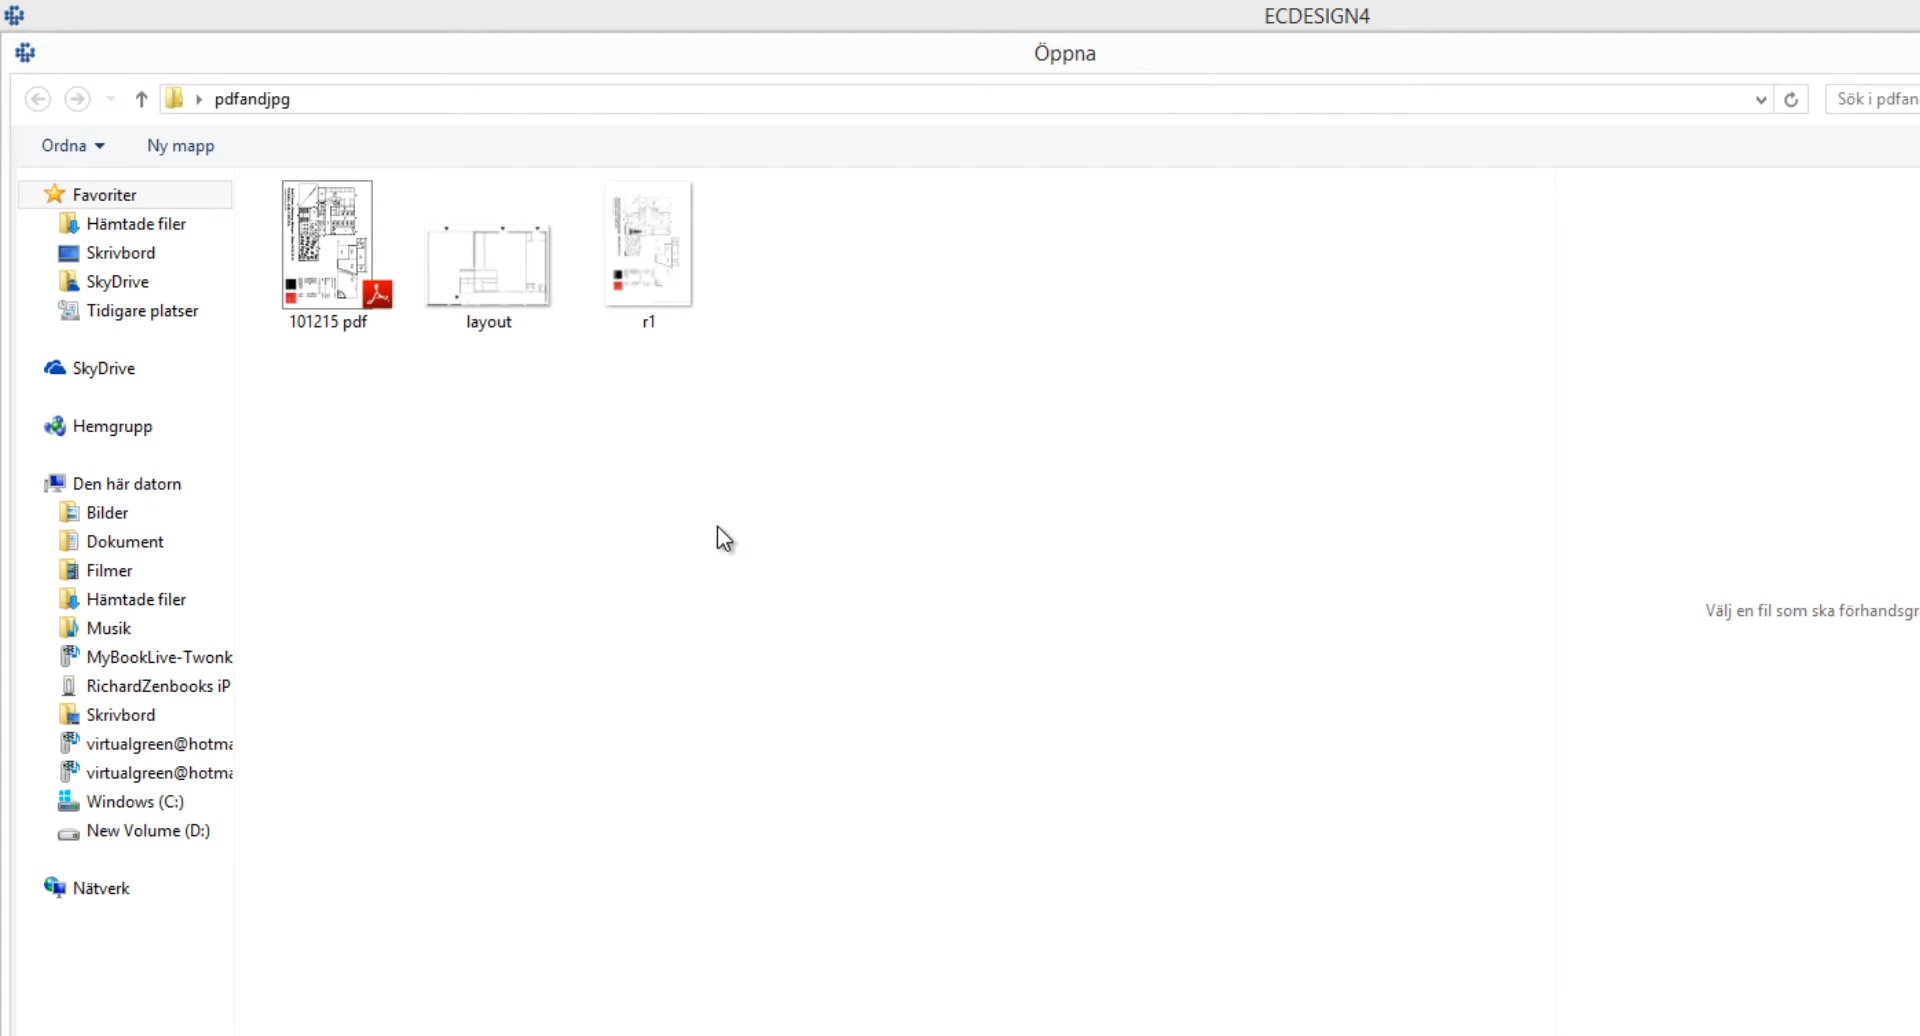 ECDESIGN4
Öppna
pdfandjpg
Sök i pdfan
Ordna
Ny mapp
Favoriter
Hämtade filer
Skrivbord
SkyDrive
Tidigare platser
SkyDrive
Hemgrupp
Den här datorn
Bilder
Dokument
Filmer
Hämtade filer
Musik
MyBookLive-Twonk
RichardZenbooks iP
Skrivbord
virtualgreen@hotma
virtualgreen@hotma
Windows (C:)
New Volume (D:)
Nätverk
101215 pdf
layout
r1
Välj en fil som ska förhandsgr